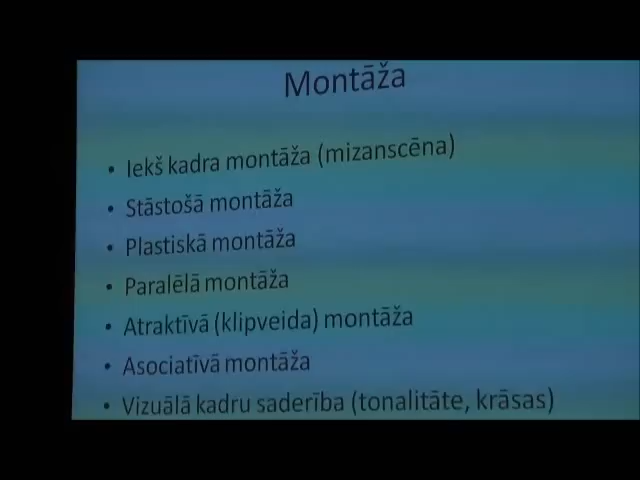 Montāža
• Iekš kadra montāža (mizanscēna)
• Stāstošā montāža
• Plastiskā montāža
• Paralēlā montāža
• Atraktīvā (klipveida) montāža
• Asociatīvā montāža
• Vizuālā kadru saderība (tonalitāte, krāsas)